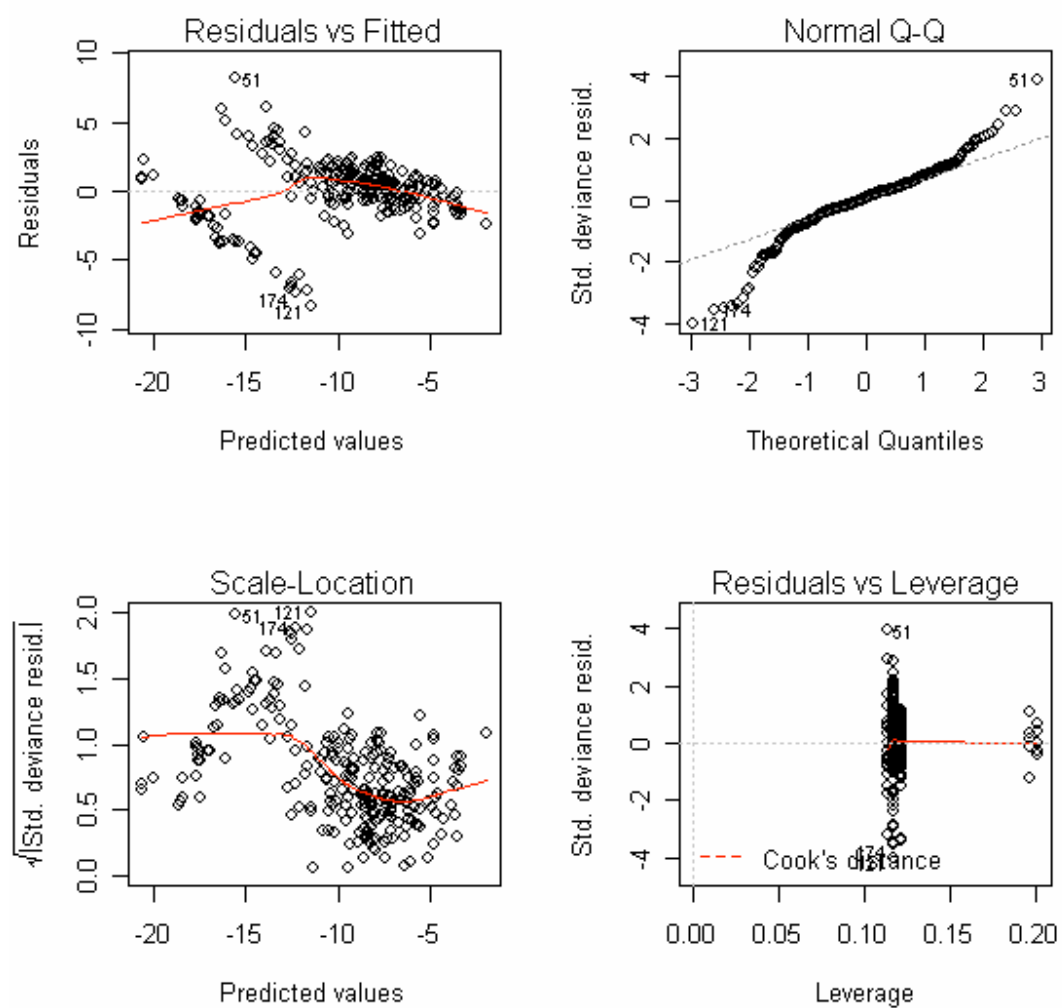 Residuals vs Fitted
Residuals
10
5
0
-5
-10
51
174
121
-20 -15 -10 -5
Predicted values
Normal Q-Q
Std. deviance resid.
4
2
0
-2
-4
51
174
121
-3 -2 -1 0 1 2 3
Theoretical Quantiles
Scale-Location
√|Std. deviance resid.|
2.0
1.5
1.0
0.5
0.0
51
121
174
-20 -15 -10 -5
Predicted values
Residuals vs Leverage
Std. deviance resid.
4
2
0
-2
-4
51
174
121
Cook's distance
0.00 0.05 0.10 0.15 0.20
Leverage